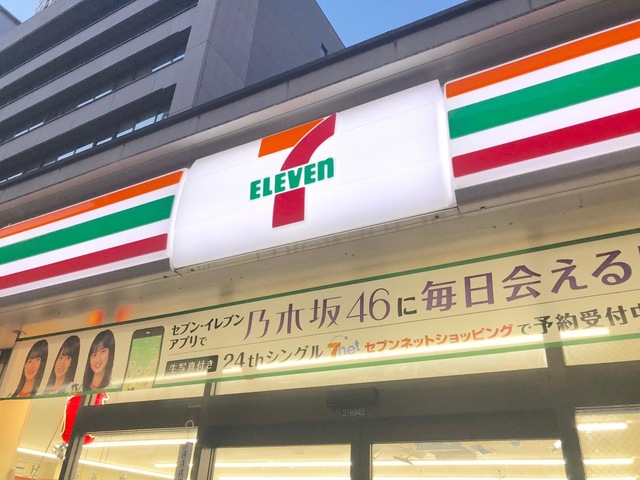 7
ELEVEn
セブン‐イレブン
アプリで
乃木坂46に毎日会える
生写真付き
24thシングル
7net セブンネットショッピングで予約受付中
276943